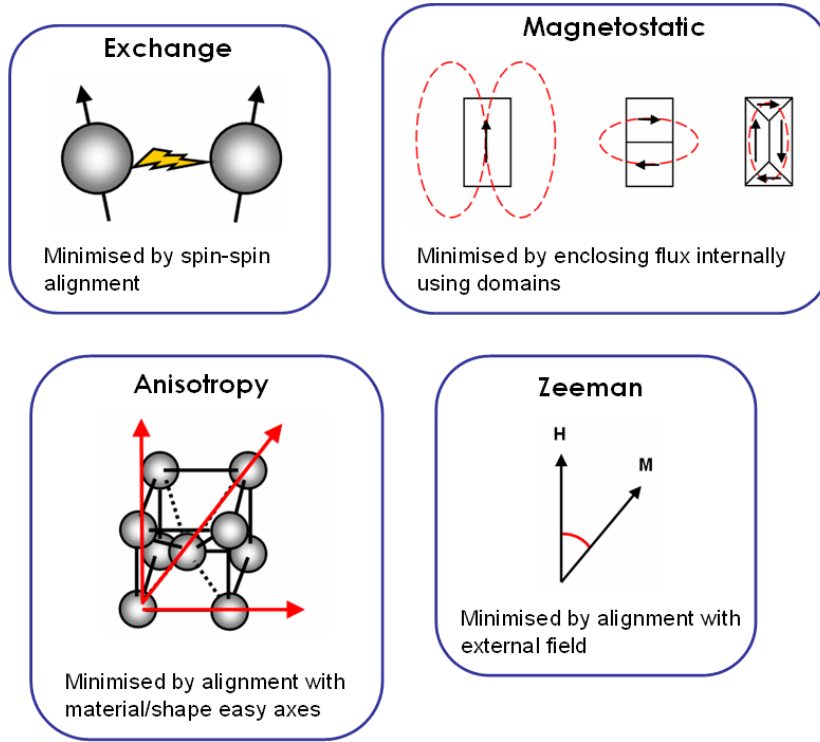 Exchange
Minimised by spin-spin
alignment
Magnetostatic
Minimised by enclosing flux internally
using domains
Anisotropy
Minimised by alignment with
material/shape easy axes
Zeeman
H
M
Minimised by alignment with
external field